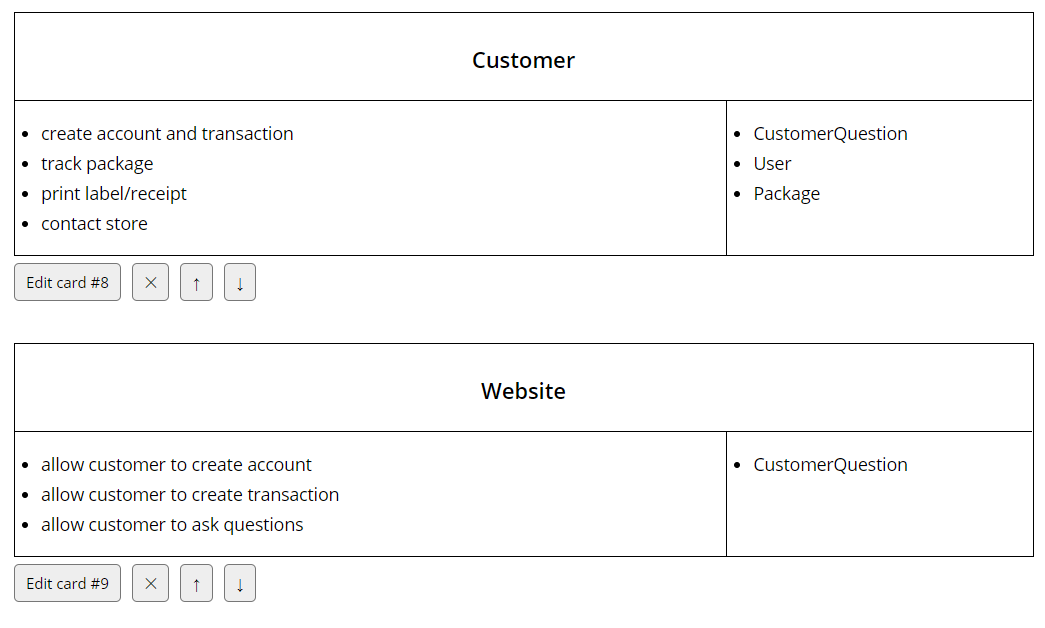 Customer
• create account and transaction
• track package
• print label/receipt
• contact store
• CustomerQuestion
• User
• Package
Edit card #8 × ↑ ↓
Website
• allow customer to create account
• allow customer to create transaction
• allow customer to ask questions
• CustomerQuestion
Edit card #9 × ↑ ↓